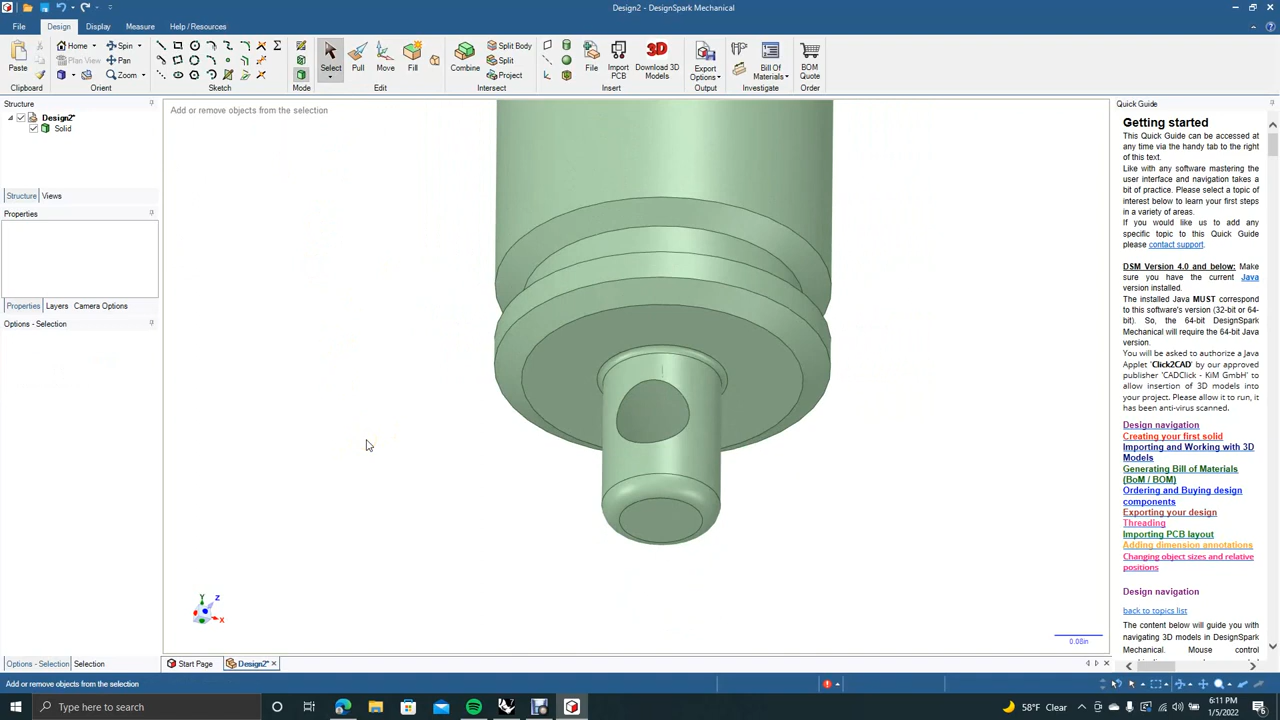 Design2 - DesignSpark Mechanical
File Design Display Measure Help / Resources
Paste
Home Spin
Plan View Pan
Zoom
Select
Pull
Move
Fill
Combine
Split Body
Split
Project
File
Import PCB
Download 3D Models
3D
Export Options
Bill Of Materials
BOM Quote
Clipboard Orient Sketch Mode Edit Intersect Insert Output Investigate Order
Structure
Design2*
Solid
Structure Views
Properties
Properties Layers Camera Options
Options - Selection
Options - Selection Selection
Add or remove objects from the selection
Y
Z
X
0.08in
Start Page Design2*
Quick Guide
Getting started
This Quick Guide can be accessed at
any time via the handy tab to the right
of this text.
Like with any software mastering the
user interface and navigation takes a
bit of practice. Please select a topic of
interest below to learn your first steps
in a variety of areas.
If you would like us to add any
specific topic to this Quick Guide
please contact support.
DSM Version 4.0 and below: Make
sure you have the current Java
version installed.
The installed Java MUST correspond
to this software's version (32-bit or 64-
bit). So, the 64-bit DesignSpark
Mechanical will require the 64-bit Java
version.
You will be asked to authorize a Java
Applet 'Click2CAD' by our approved
publisher 'CADClick - KiM GmbH' to
allow insertion of 3D models into
your project. Please allow it to run, it
has been anti-virus scanned.
Design navigation
Creating your first solid
Importing and Working with 3D
Models
Generating Bill of Materials
(BoM / BOM)
Ordering and Buying design
components
Exporting your design
Threading
Importing PCB layout
Adding dimension annotations
Changing object sizes and relative
positions
Design navigation
back to topics list
The content below will guide you with
navigating 3D models in DesignSpark
Mechanical. Mouse control
Add or remove objects from the selection
Type here to search
58°F Clear
6:11 PM
1/5/2022
6